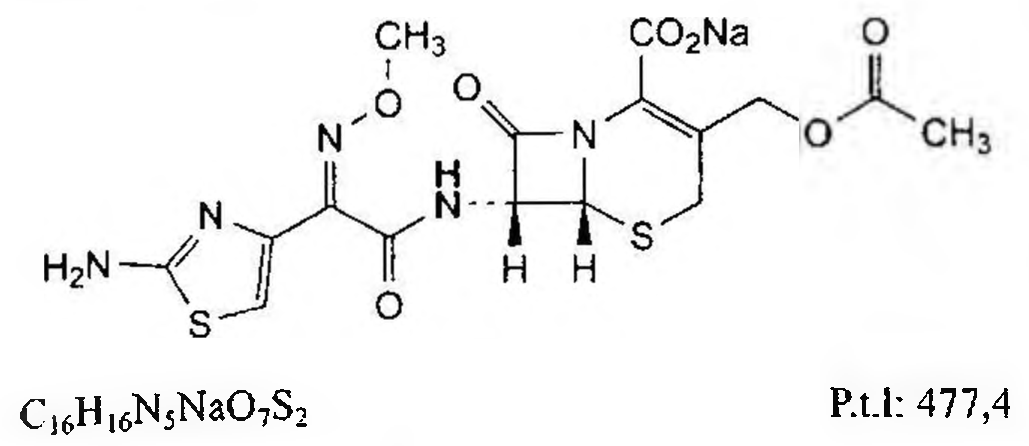 CH₃
CO₂Na
O
O
O
N
N
O
CH₃
H
N
N
H₂N
S
S
H
H
O
C₁₆H₁₆N₅NaO₇S₂
P.t.l: 477,4